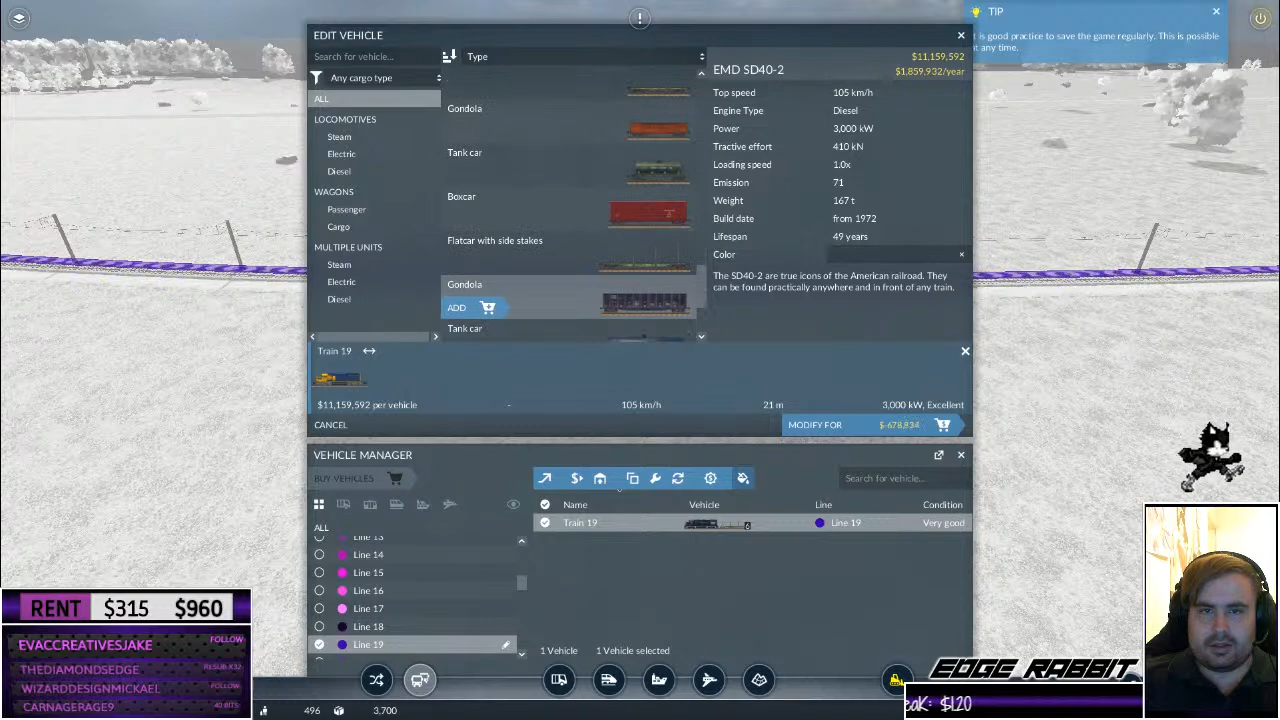 TIP
t is good practice to save the game regularly. This is possible
t any time.
EDIT VEHICLE
Search for vehicle...
Type
Any cargo type
ALL
LOCOMOTIVES
Steam
Electric
Diesel
WAGONS
Passenger
Cargo
MULTIPLE UNITS
Steam
Electric
Diesel
Gondola
Tank car
Boxcar
Flatcar with side stakes
Gondola
ADD
Tank car
$11,159,592
EMD SD40-2
$1,859,932/year
Top speed 105 km/h
Engine Type Diesel
Power 3,000 kW
Tractive effort 410 kN
Loading speed 1.0x
Emission 71
Weight 167 t
Build date from 1972
Lifespan 49 years
Color
The SD40-2 are true icons of the American railroad. They
can be found practically anywhere and in front of any train.
Train 19
$11,159,592 per vehicle - 105 km/h 21 m 3,000 kW, Excellent
CANCEL
MODIFY FOR $-678,834
VEHICLE MANAGER
BUY VEHICLES
Search for vehicle...
ALL
Line 13
Line 14
Line 15
Line 16
Line 17
Line 18
Line 19
Name Vehicle Line Condition
Train 19 Line 19 Very good
1 Vehicle 1 Vehicle selected
496 3,700
RENT $315 $960
EVACCREATIVESJAKE FOLLOW
THEDIAMONDSEDGE RESUB X32
WIZARDDESIGNMICKAEL FOLLOW
CARNAGERAGE9 40 BITS
EDGE RABBIT
eak: $120